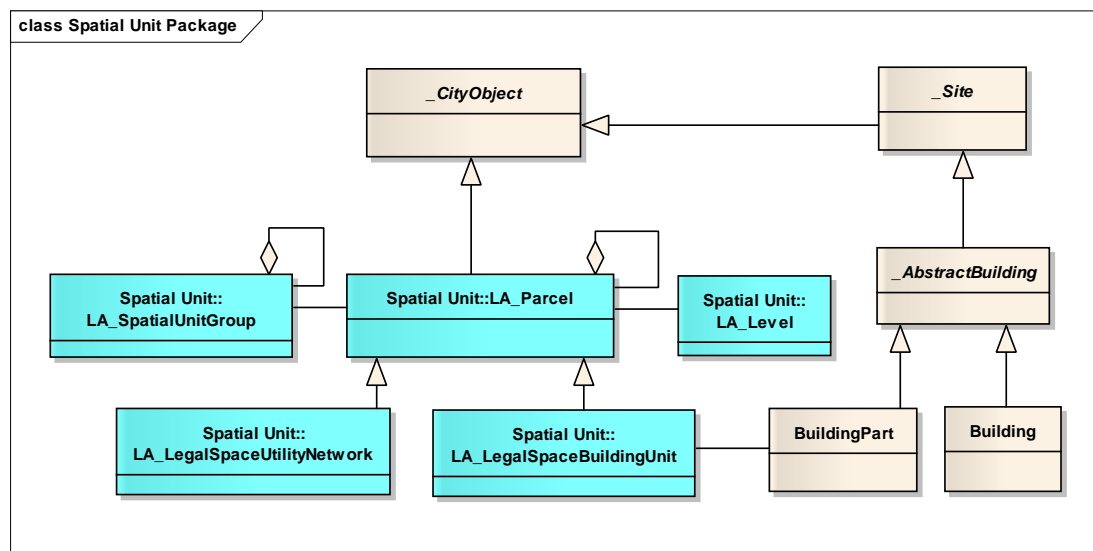 class Spatial Unit Package
_CityObject
_Site
_AbstractBuilding
Spatial Unit::
LA_SpatialUnitGroup
Spatial Unit::LA_Parcel
Spatial Unit::
LA_Level
Spatial Unit::
LA_LegalSpaceUtilityNetwork
Spatial Unit::
LA_LegalSpaceBuildingUnit
BuildingPart
Building